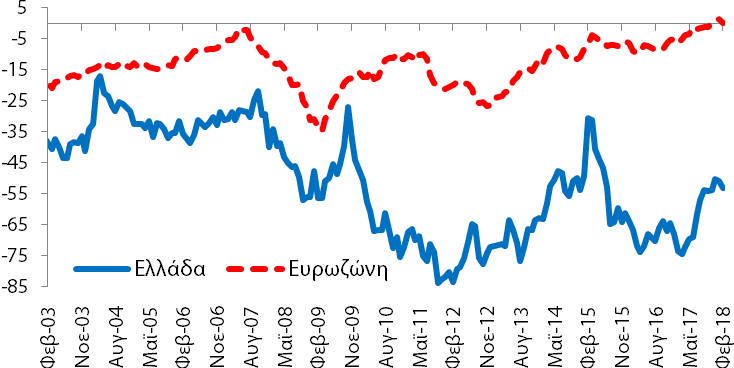 5
-5
-15
-25
-35
-45
-55
-65
-75
-85
Ελλάδα
Ευρωζώνη
Φεβ-03
Νοε-03
Αυγ-04
Μαϊ-05
Φεβ-06
Νοε-06
Αυγ-07
Μαϊ-08
Φεβ-09
Νοε-09
Αυγ-10
Μαϊ-11
Φεβ-12
Νοε-12
Αυγ-13
Μαϊ-14
Φεβ-15
Νοε-15
Αυγ-16
Μαϊ-17
Φεβ-18